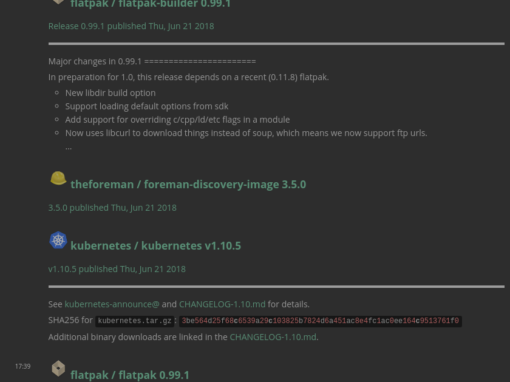 flatpak / flatpak-builder 0.99.1
Release 0.99.1 published Thu, Jun 21 2018
Major changes in 0.99.1 =======================
In preparation for 1.0, this release depends on a recent (0.11.8) flatpak.
New libdir build option
Support loading default options from sdk
Add support for overriding c/cpp/ld/etc flags in a module
Now uses libcurl to download things instead of soup, which means we now support ftp urls.
...
theforeman / foreman-discovery-image 3.5.0
3.5.0 published Thu, Jun 21 2018
kubernetes / kubernetes v1.10.5
v1.10.5 published Thu, Jun 21 2018
See kubernetes-announce@ and CHANGELOG-1.10.md for details.
SHA256 for kubernetes.tar.gz:
Additional binary downloads are linked in the CHANGELOG-1.10.md.
17:39
flatpak / flatpak 0.99.1